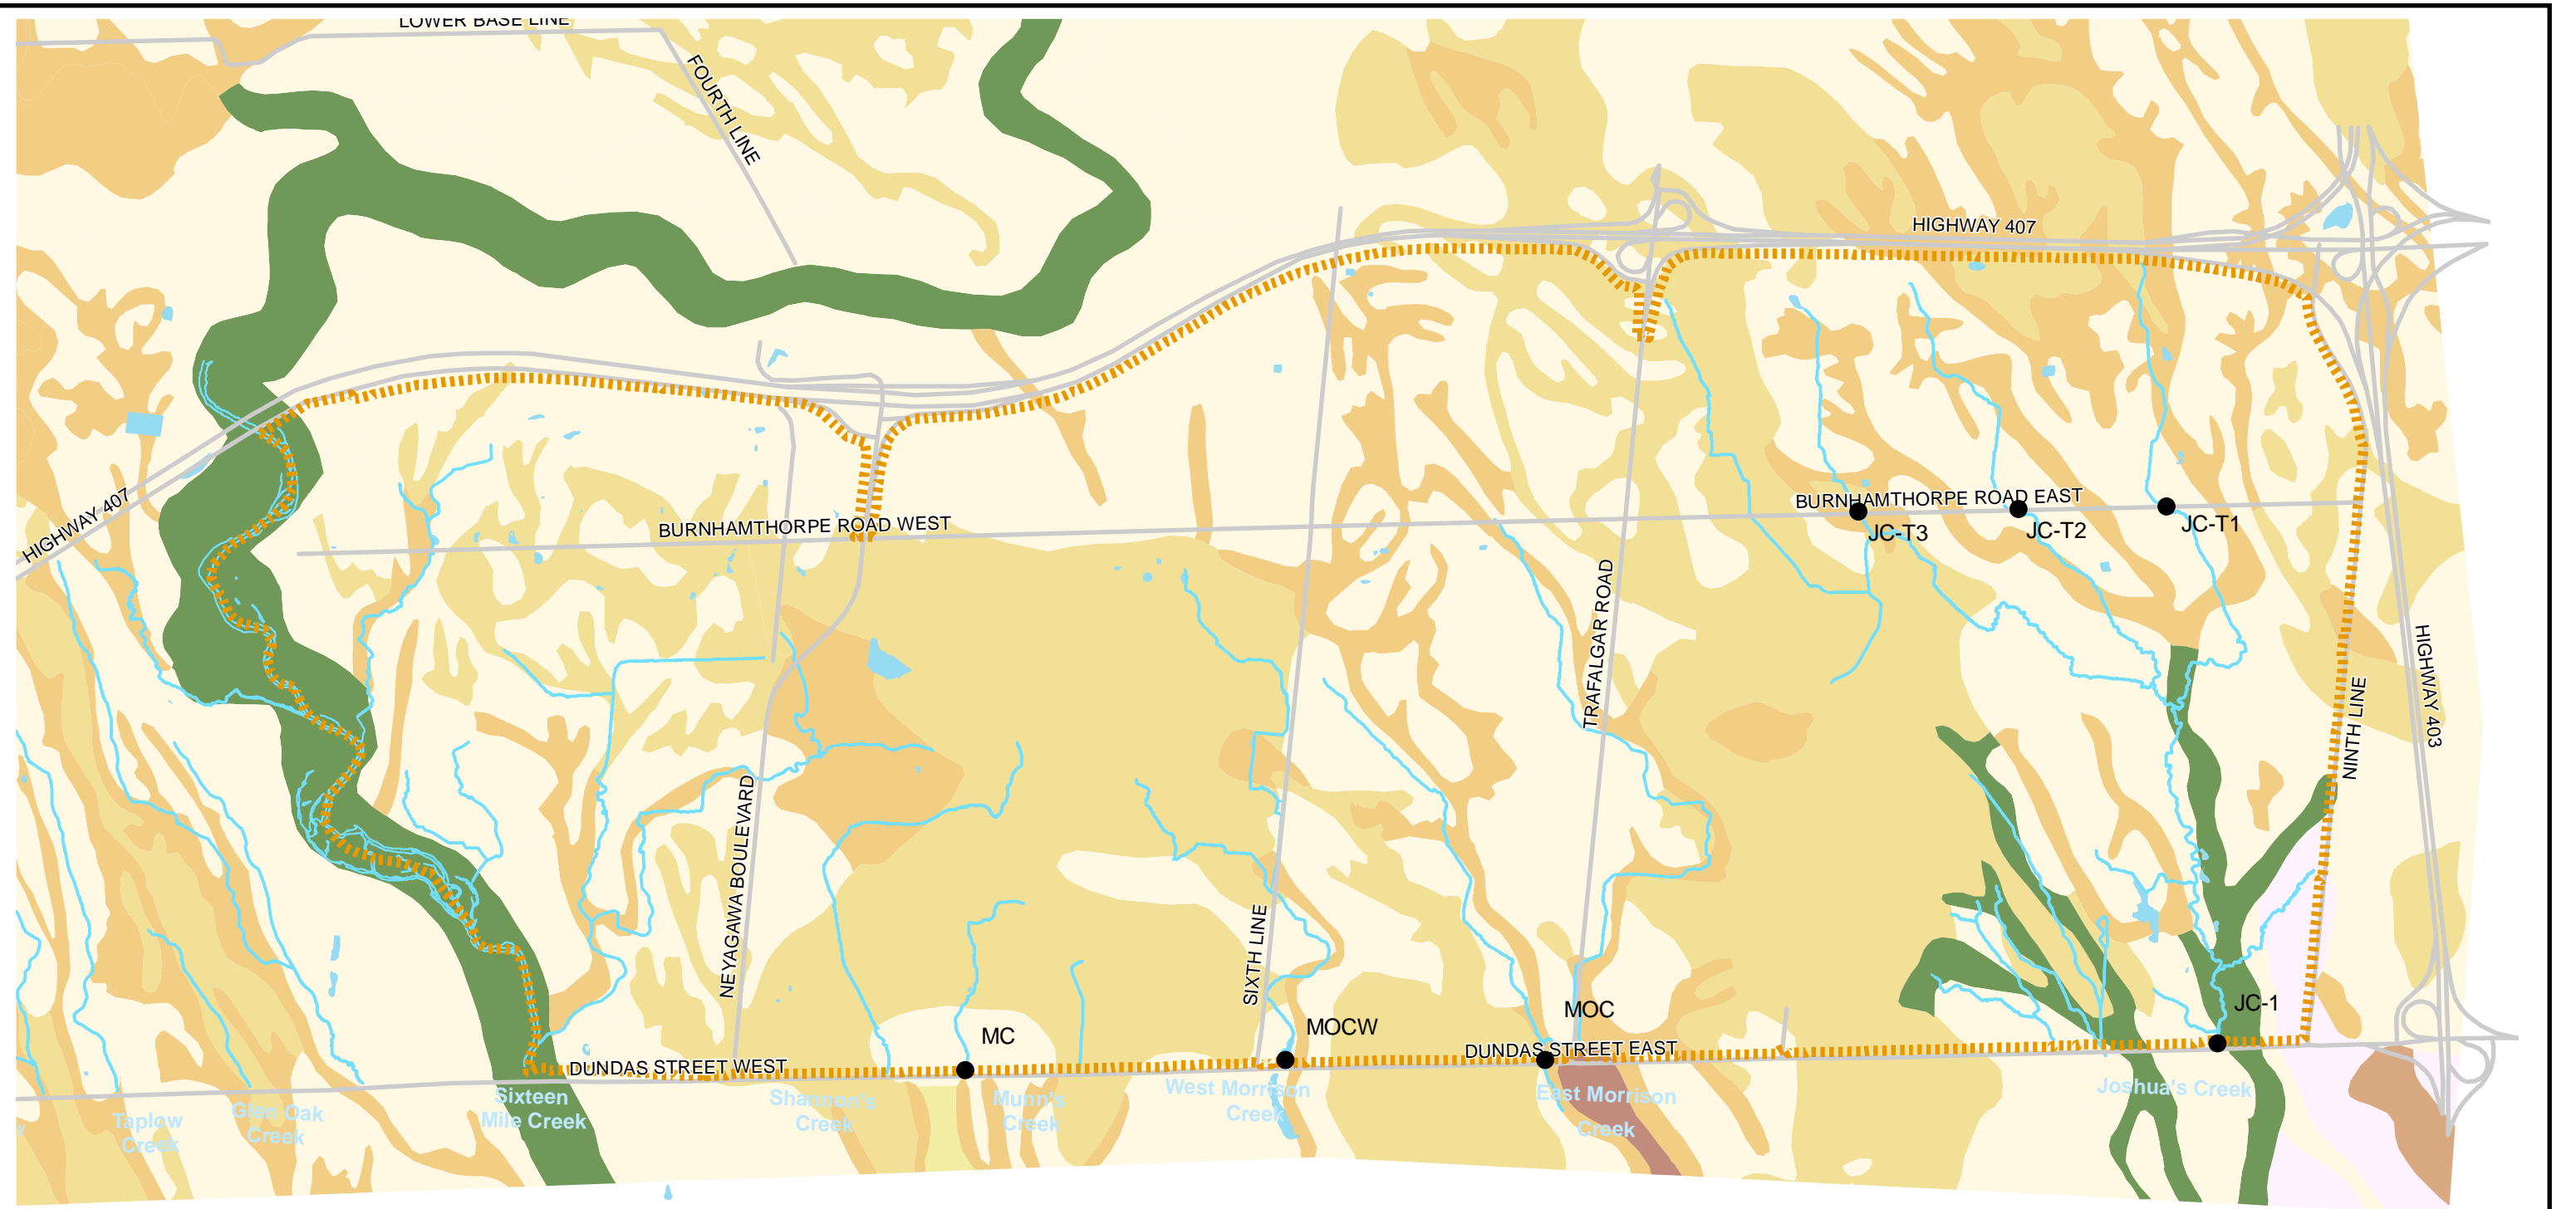 LOWER BASE LINE
FOURTH LINE
HIGHWAY 407
HIGHWAY 407
BURNHAMTHORPE ROAD WEST
BURNHAMTHORPE ROAD EAST
JC-T3
JC-T2
JC-T1
TRAFALGAR ROAD
HIGHWAY 403
NINTH LINE
NEYAGAWA BOULEVARD
SIXTH LINE
MC
MOCW
MOC
JC-1
DUNDAS STREET WEST
DUNDAS STREET EAST
Taplow
Creek
Glen Oak
Creek
Sixteen
Mile Creek
Shannon's
Creek
Munn's
Creek
West Morrison
Creek
East Morrison
Creek
Joshua's Creek